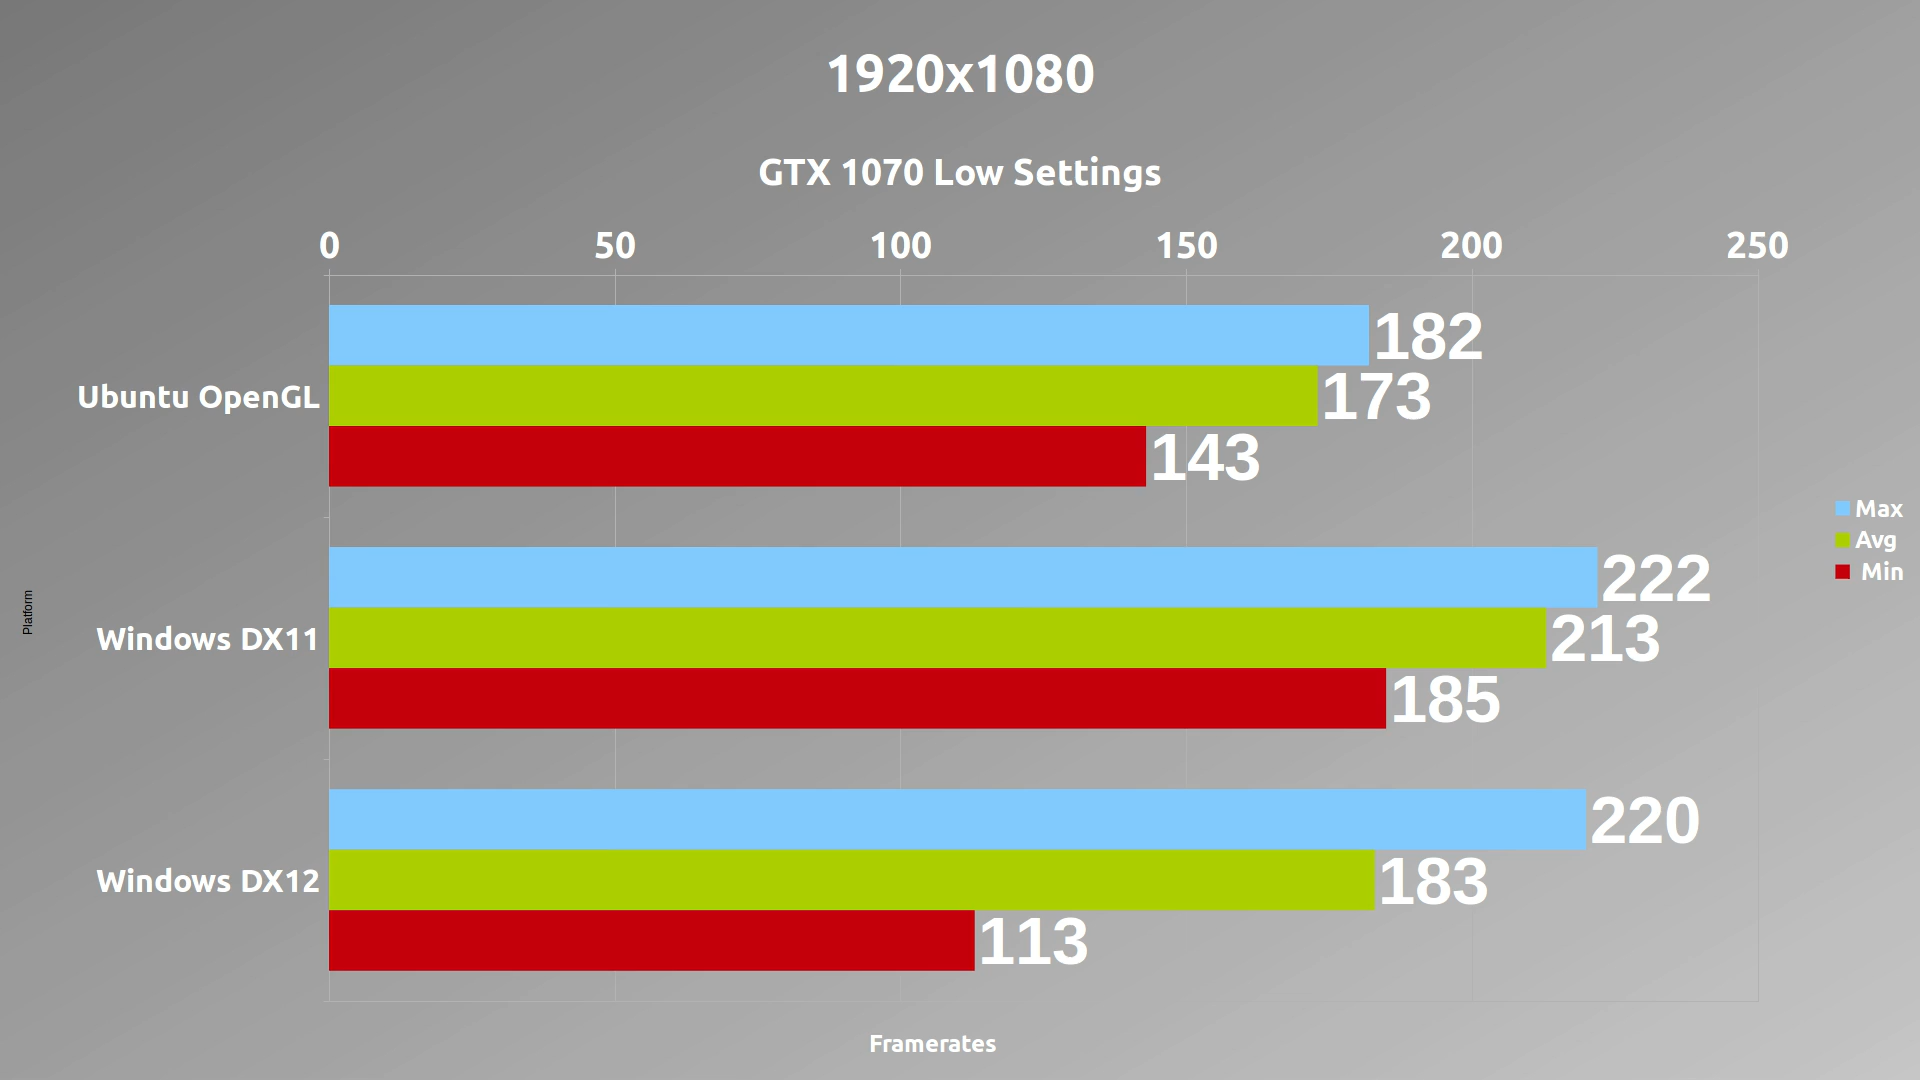 1920x1080
GTX 1070 Low Settings
0 50 100 150 200 250
182
Ubuntu OpenGL
173
143
222
Windows DX11
213
185
220
Windows DX12
183
113
Max
Avg
Min
Platform
Framerates